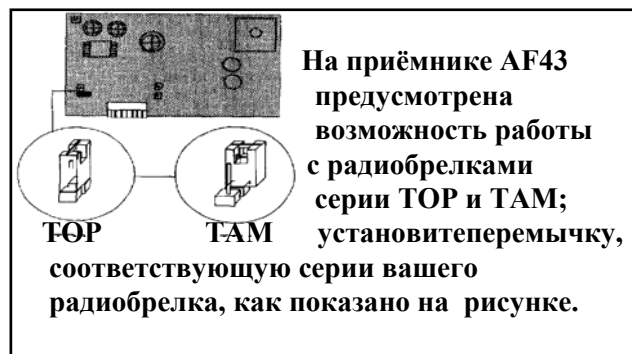 На приёмнике AF43
предусмотрена
возможность работы
с радиобрелками
серии TOP и TAM;
TOP TAM установитеперемычку,
соответствующую серии вашего
радиобрелка, как показано на рисунке.